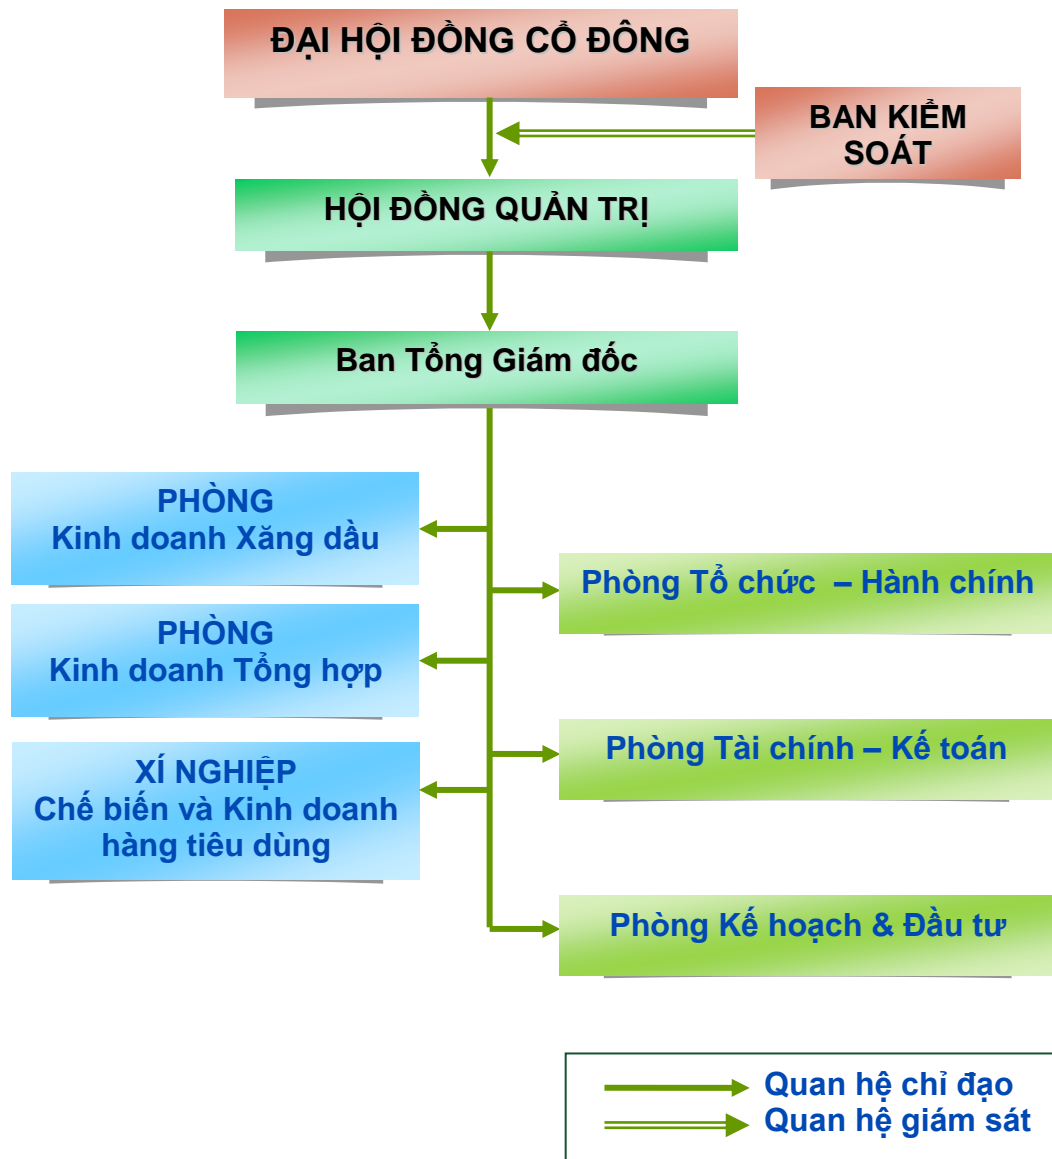 ĐẠI HỘI ĐỒNG CỔ ĐÔNG
BAN KIỂM
SOÁT
HỘI ĐỒNG QUẢN TRỊ
Ban Tổng Giám đốc
PHÒNG
Kinh doanh Xăng dầu
Phòng Tổ chức – Hành chính
PHÒNG
Kinh doanh Tổng hợp
Phòng Tài chính – Kế toán
XÍ NGHIỆP
Chế biến và Kinh doanh
hàng tiêu dùng
Phòng Kế hoạch & Đầu tư
Quan hệ chỉ đạo
Quan hệ giám sát